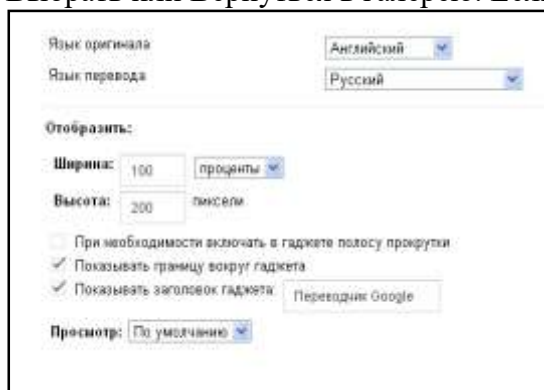 Язык оригинала Английский
Язык перевода Русский
Отобразить:
Ширина: 100 проценты
Высота: 200 пиксели
При необходимости включать в гаджете полосу прокрутки
Показывать границу вокруг гаджета
Показывать заголовок гаджета: Переводчик Google
Просмотр: По умолчанию